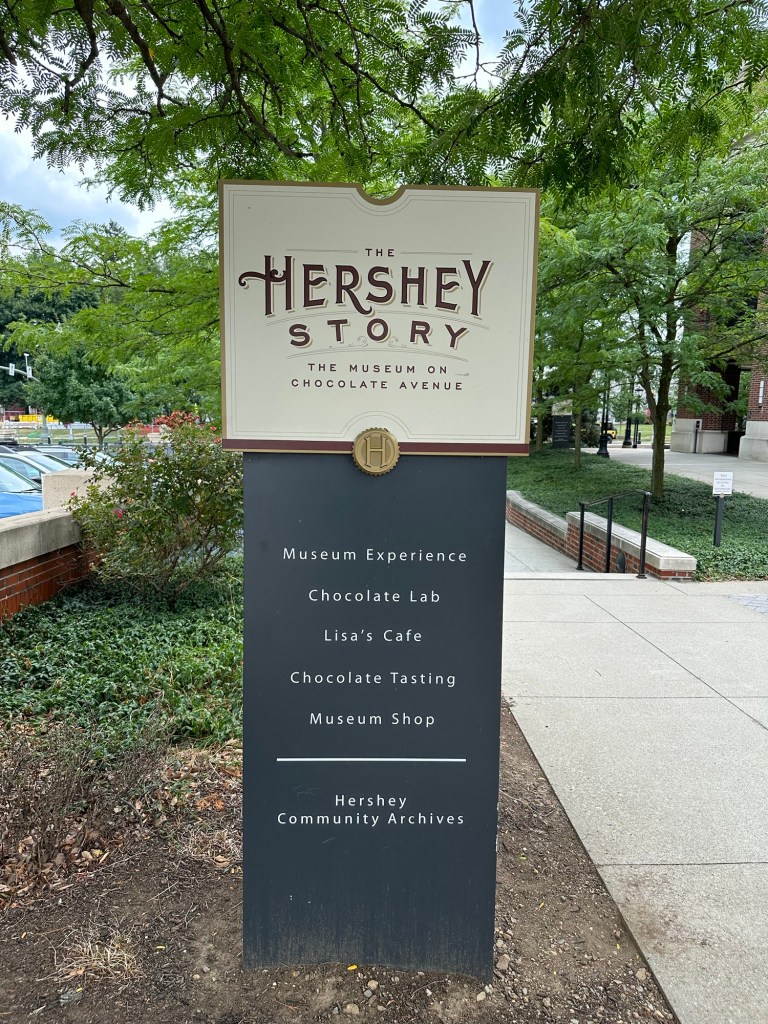 THE
HERSHEY
STORY
THE MUSEUM ON
CHOCOLATE AVENUE
H
Museum Experience
Chocolate Lab
Lisa's Cafe
Chocolate Tasting
Museum Shop
Hershey
Community Archives